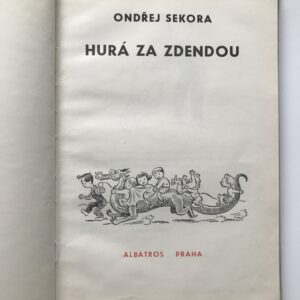 ONDŘEJ SEKORA
HURÁ ZA ZDENDOU
ALBATROS PRAHA